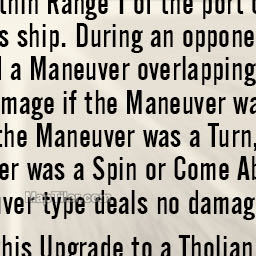 thin Range 1 of the port o
s ship. During an oppone
d a Maneuver overlapping
mage if the Maneuver wa
the Maneuver was a Turn,
er was a Spin or Come Ab
ver type deals no damag
his Upgrade to a Tholian